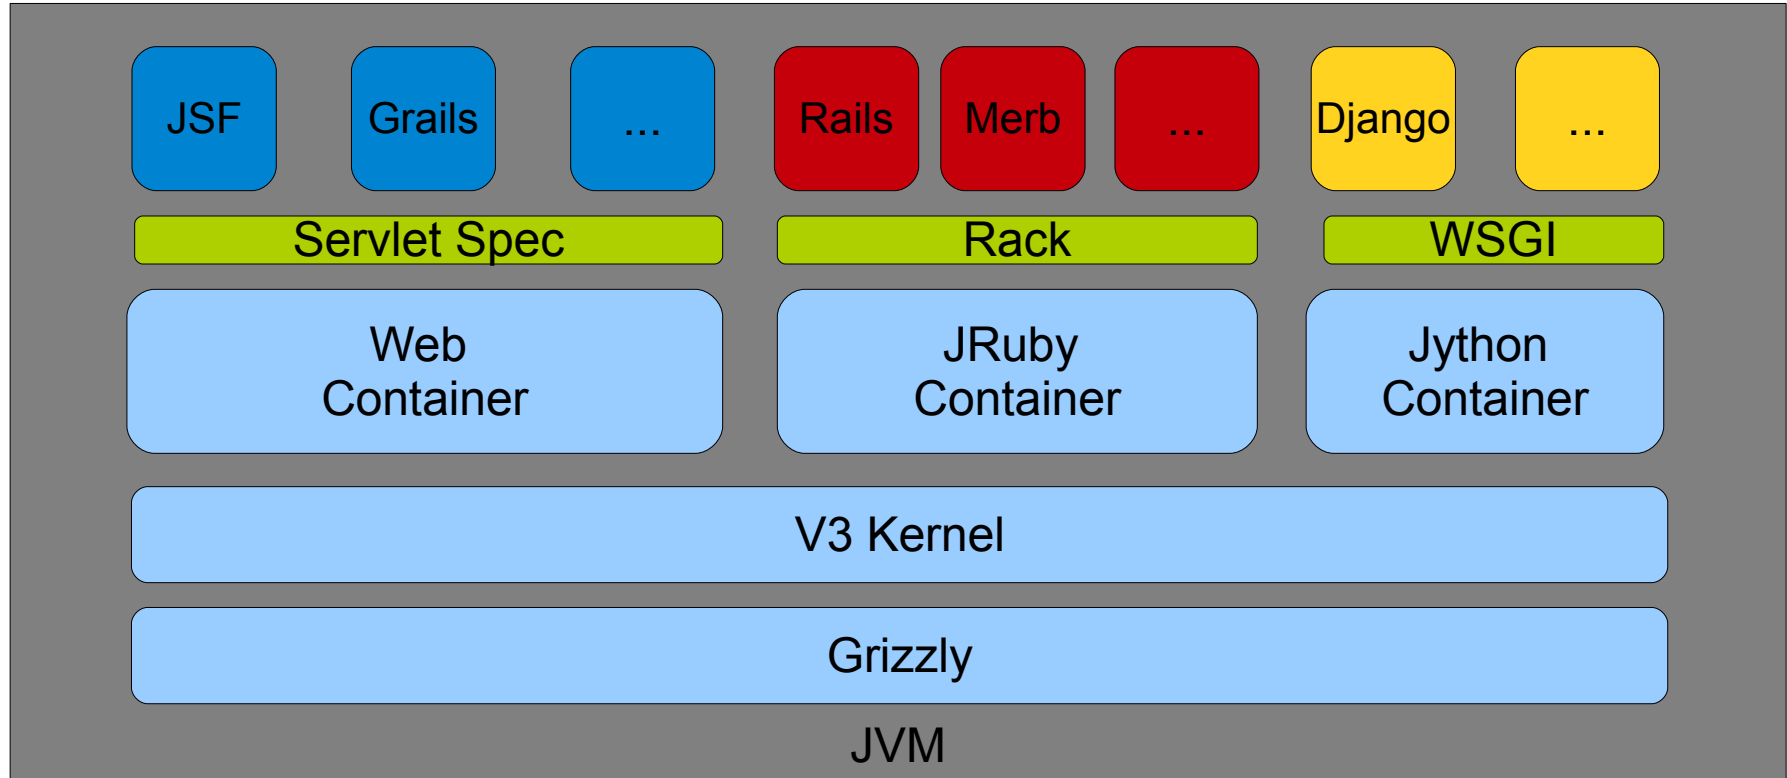 JSF
Grails
...
Rails
Merb
...
Django
...
Servlet Spec
Rack
WSGI
Web
Container
JRuby
Container
Jython
Container
V3 Kernel
Grizzly
JVM